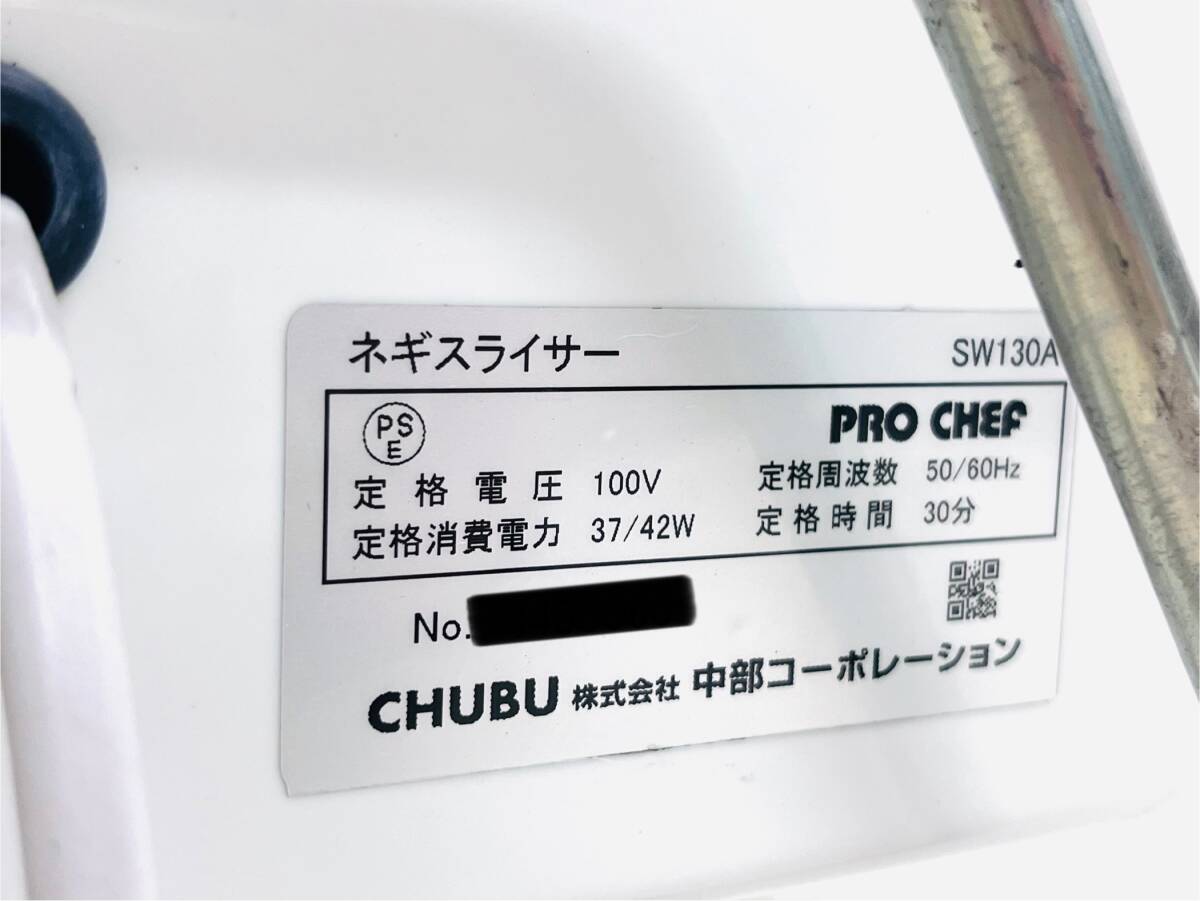 ネギスライサー SW130A
PSE PRO CHEF
定格電圧 100V 定格周波数 50/60Hz
定格消費電力 37/42W 定格時間 30分
No.
CHUBU 株式会社 中部コーポレーション